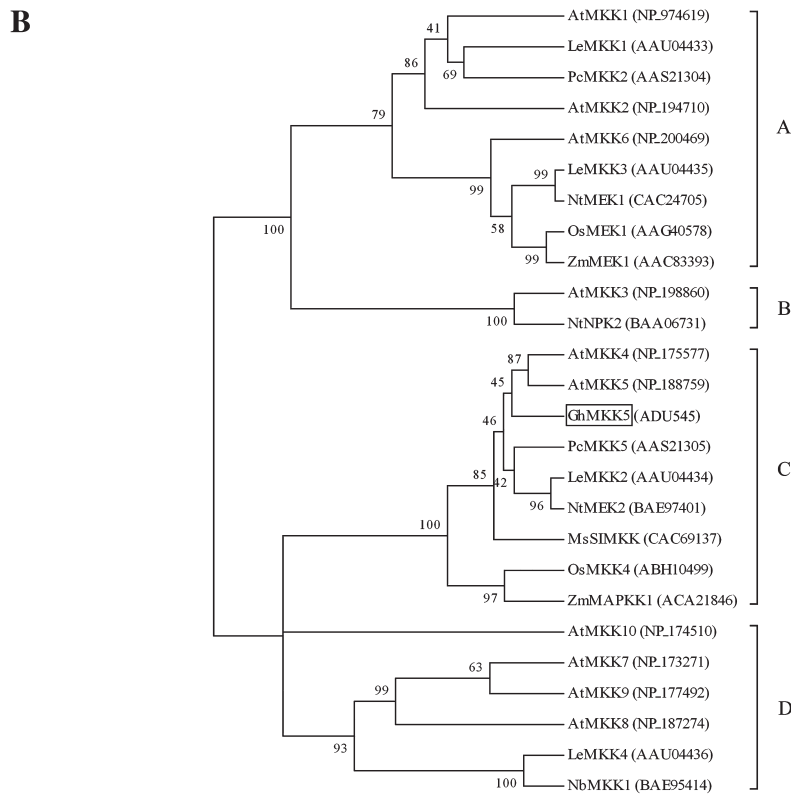 B
AtMKK1 (NP_974619)
41
LeMKK1 (AAU04433)
86
69
PcMKK2 (AAS21304)
AtMKK2 (NP_194710)
79
A
AtMKK6 (NP_200469)
LeMKK3 (AAU04435)
99
99
NtMEK1 (CAC24705)
58
OsMEK1 (AAG40578)
100
99
ZmMEK1 (AAC83393)
AtMKK3 (NP_198860)
B
100
NtNPK2 (BAA06731)
AtMKK4 (NP_175577)
87
45
AtMKK5 (NP_188759)
GhMKK5 (ADU545)
46
PcMKK5 (AAS21305)
C
85
42
LeMKK2 (AAU04434)
96
NtMEK2 (BAE97401)
100
MsSIMKK (CAC69137)
OsMKK4 (ABH10499)
97
ZmMAPKK1 (ACA21846)
AtMKK10 (NP_174510)
63
AtMKK7 (NP_173271)
99
AtMKK9 (NP_177492)
D
AtMKK8 (NP_187274)
93
LeMKK4 (AAU04436)
100
NbMKK1 (BAE95414)